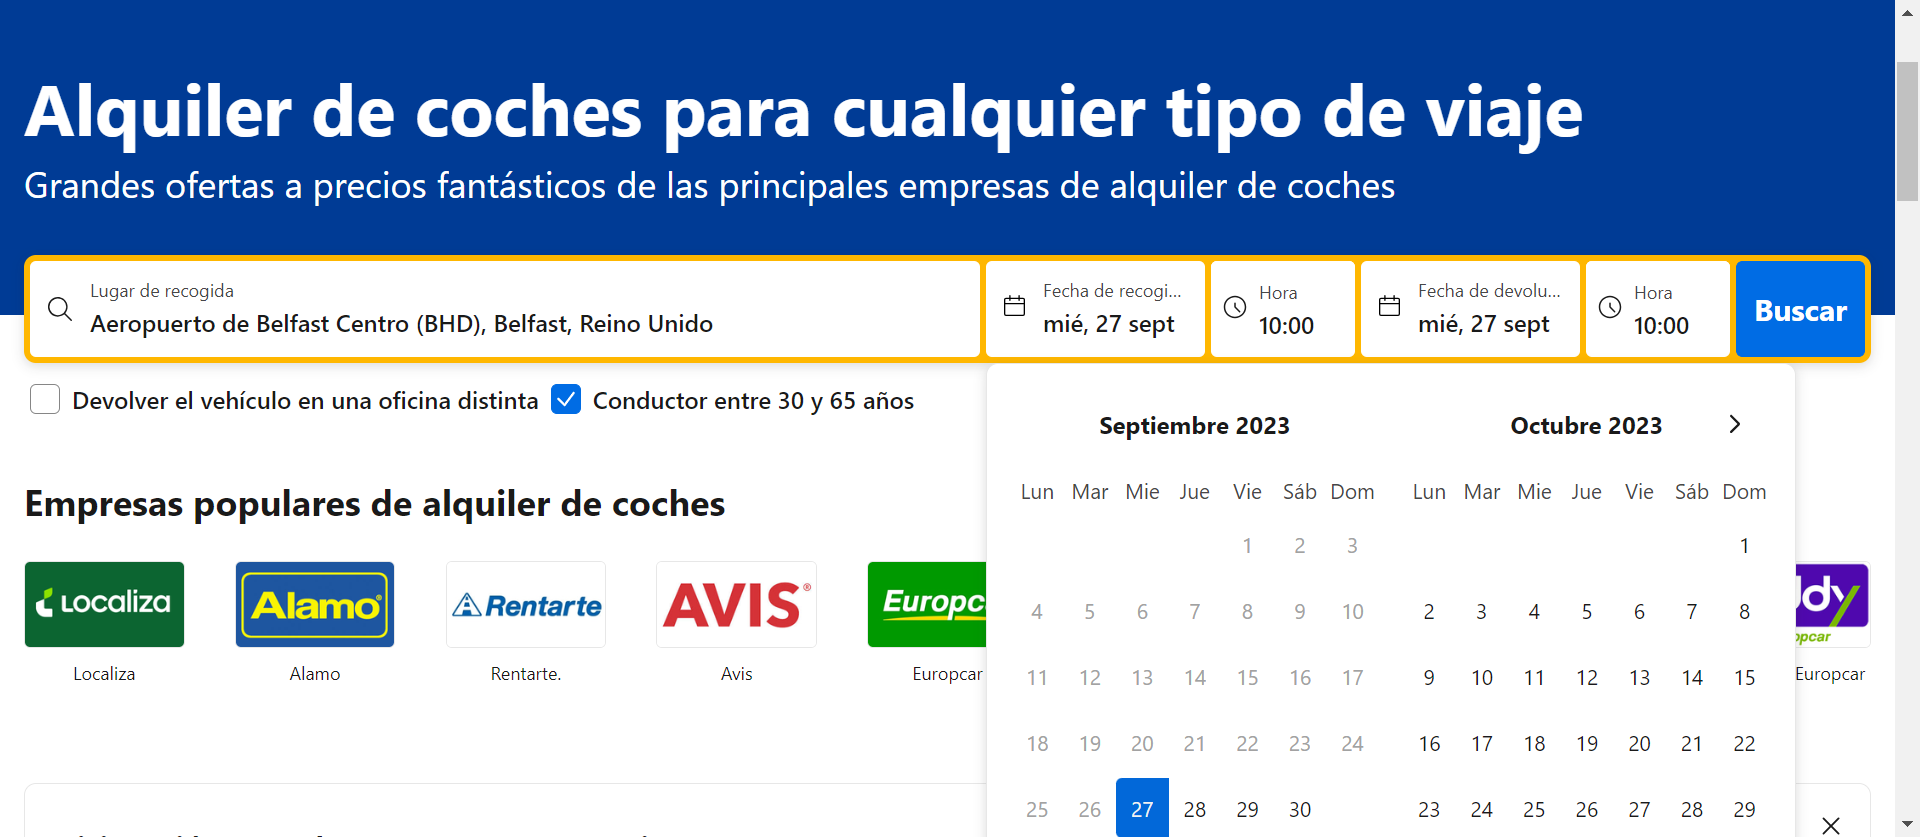 Alquiler de coches para cualquier tipo de viaje
Grandes ofertas a precios fantásticos de las principales empresas de alquiler de coches
Lugar de recogida
Aeropuerto de Belfast Centro (BHD), Belfast, Reino Unido
Fecha de recogi...
mié, 27 sept
Hora
10:00
Fecha de devolu...
mié, 27 sept
Hora
10:00
Buscar
Devolver el vehículo en una oficina distinta
Conductor entre 30 y 65 años
Septiembre 2023
Lun Mar Mie Jue Vie Sáb Dom
1 2 3
4 5 6 7 8 9 10
11 12 13 14 15 16 17
18 19 20 21 22 23 24
25 26 27 28 29 30
Octubre 2023
Lun Mar Mie Jue Vie Sáb Dom
1
2 3 4 5 6 7 8
9 10 11 12 13 14 15
16 17 18 19 20 21 22
23 24 25 26 27 28 29
Empresas populares de alquiler de coches
Localiza
Alamo
Rentarte
AVIS
Europc
dy
opcar
Localiza
Alamo
Rentarte.
Avis
Europcar
Europcar